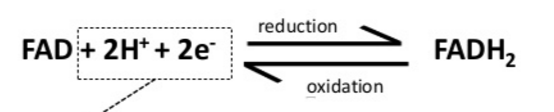 reduction
FAD + 2H⁺ + 2e⁻ FADH₂
oxidation